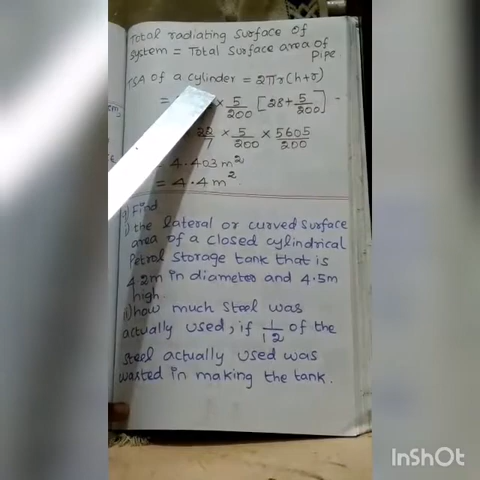 Total radiating surface of
system = Total surface area of
pipe
TSA of a cylinder = 2πr(h+r)
= × 5/200 [28 + 5/200]
22/7 × 5/200 × 5605/200
= 4.403 m²
= 4.4 m²
Find
i) the lateral or curved surface
area of a closed cylindrical
Petrol storage tank that is
4.2m in diameter and 4.5m
high.
ii) how much steel was
actually used, if 1/12 of the
steel actually used was
wasted in making the tank.
InShOt